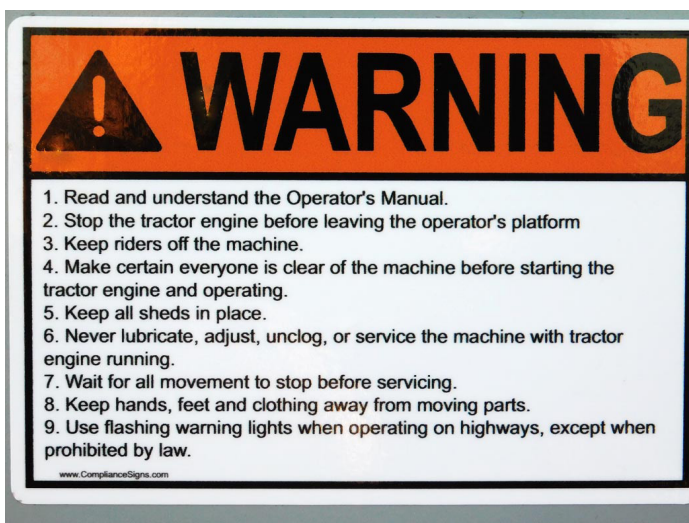 WARNING
1. Read and understand the Operator's Manual.
2. Stop the tractor engine before leaving the operator's platform
3. Keep riders off the machine.
4. Make certain everyone is clear of the machine before starting the
tractor engine and operating.
5. Keep all sheds in place.
6. Never lubricate, adjust, unclog, or service the machine with tractor
engine running.
7. Wait for all movement to stop before servicing.
8. Keep hands, feet and clothing away from moving parts.
9. Use flashing warning lights when operating on highways, except when
prohibited by law.
www.ComplianceSigns.com